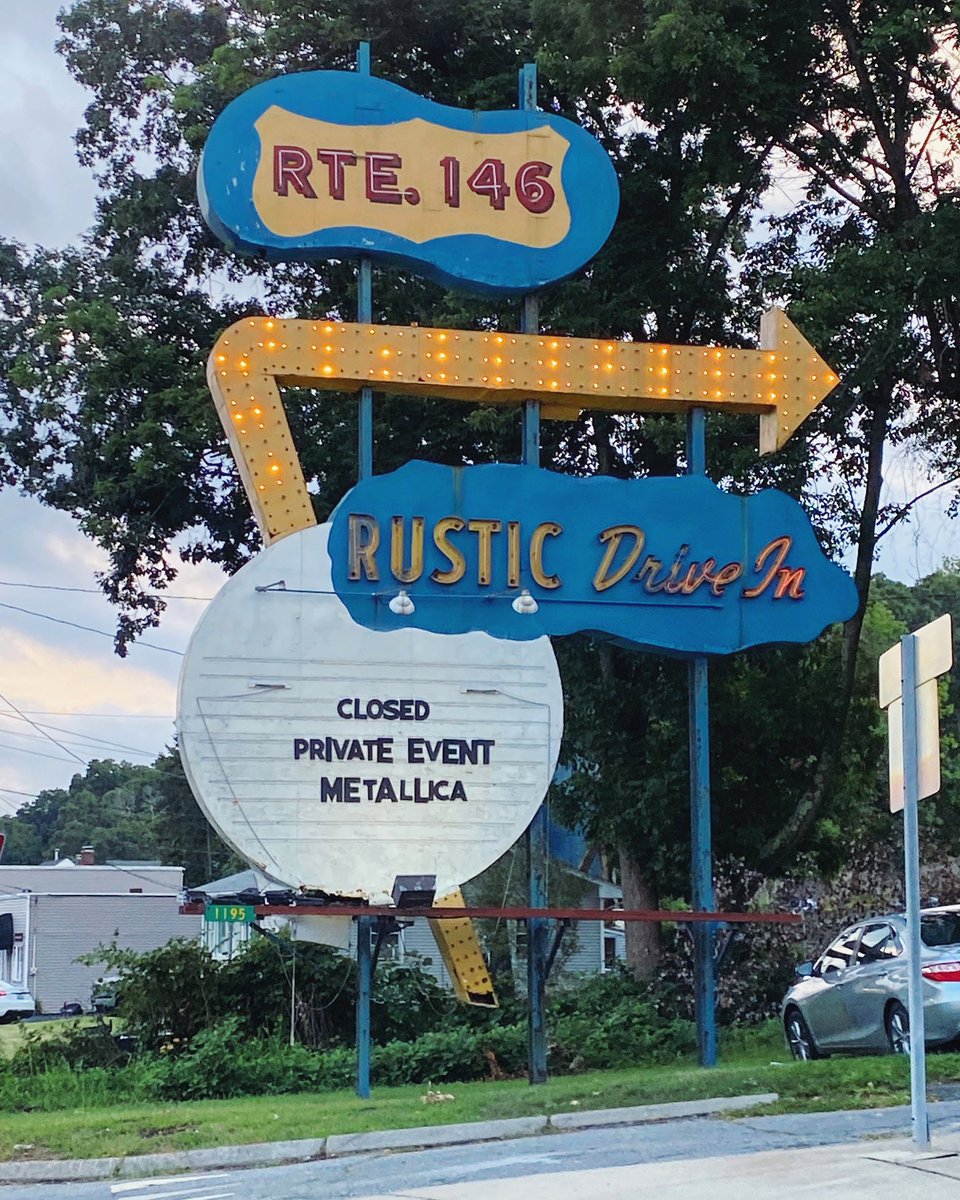 RTE. 146
RUSTIC Drive In
CLOSED
PRIVATE EVENT
METALLICA
1195